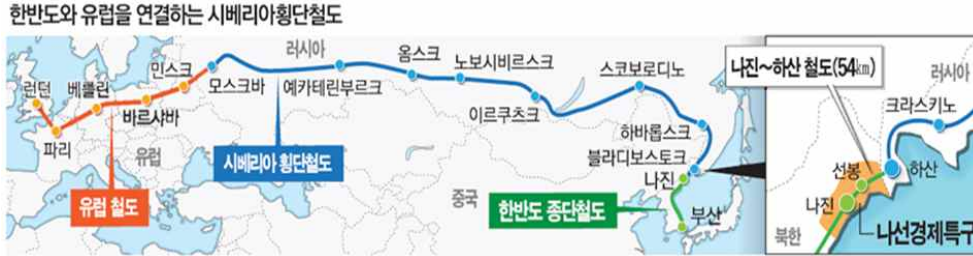 한반도와 유럽을 연결하는 시베리아횡단철도
런던
파리
베를린
바르샤바
민스크
모스크바
러시아
예카테린부르크
옴스크
노보시비르스크
이르쿠츠크
스코보로디노
하바롭스크
블라디보스토크
나진
부산
유럽
중국
유럽 철도
시베리아 횡단철도
한반도 종단철도
나진~하산 철도(54㎞)
러시아
크라스키노
하산
선봉
나진
북한
나선경제특구